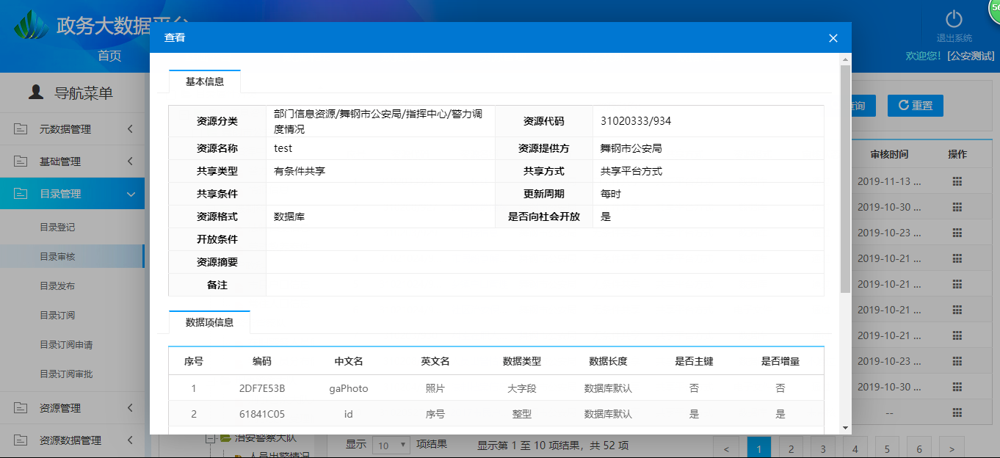 政务大数据平台
首页
退出系统
欢迎您! [公安测试]
56
导航菜单
元数据管理
基础管理
目录管理
目录登记
目录审核
目录发布
目录订阅
目录订阅申请
目录订阅审批
资源管理
资源数据管理
查看
基本信息
资源分类 部门信息资源/舞钢市公安局/指挥中心/警力调度情况 资源代码 31020333/934
资源名称 test 资源提供方 舞钢市公安局
共享类型 有条件共享 共享方式 共享平台方式
共享条件 更新周期 每时
资源格式 数据库 是否向社会开放 是
开放条件
资源摘要
备注
数据项信息
序号 编码 中文名 英文名 数据类型 数据长度 是否主键 是否增量
1 2DF7E53B gaPhoto 照片 大字段 数据库默认 否 否
2 61841C05 id 序号 整型 数据库默认 是 是
查询 重置
审核时间 操作
2019-11-13 ...
2019-10-30 ...
2019-10-23 ...
2019-10-21 ...
2019-10-21 ...
2019-10-21 ...
2019-10-21 ...
2019-10-23 ...
2019-10-30 ...
--
治安警察大队
人员出警情况
显示 10 项结果 显示第 1 至 10 项结果，共 52 项
< 1 2 3 4 5 6 >